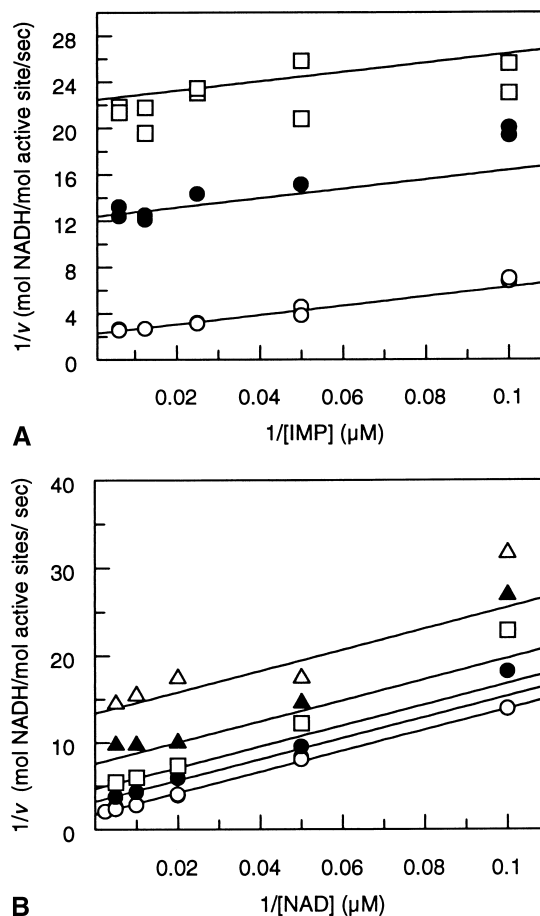 28
24
20
16
12
8
4
0
0.02 0.04 0.06 0.08 0.1
1/v (mol NADH/mol active site/sec)
1/[IMP] (µM)
A
40
30
20
10
0
0.02 0.04 0.06 0.08 0.1
1/v (mol NADH/mol active sites/ sec)
1/[NAD] (µM)
B